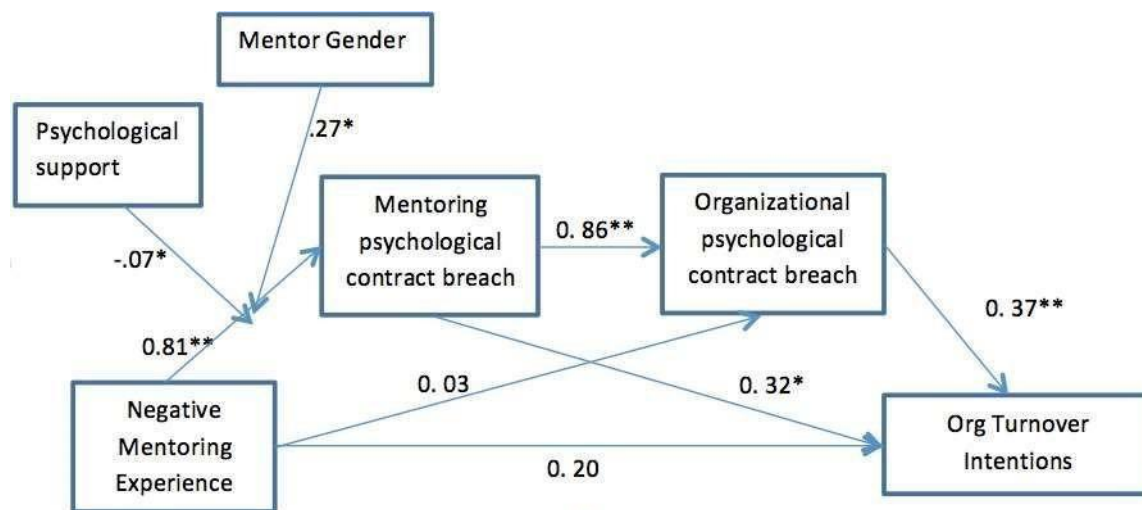 Mentor Gender
Psychological
support
.27*
Mentoring
psychological
contract breach
0. 86**
Organizational
psychological
contract breach
-.07*
0.81**
0. 37**
0. 03
0. 32*
Negative
Mentoring
Experience
0. 20
Org Turnover
Intentions